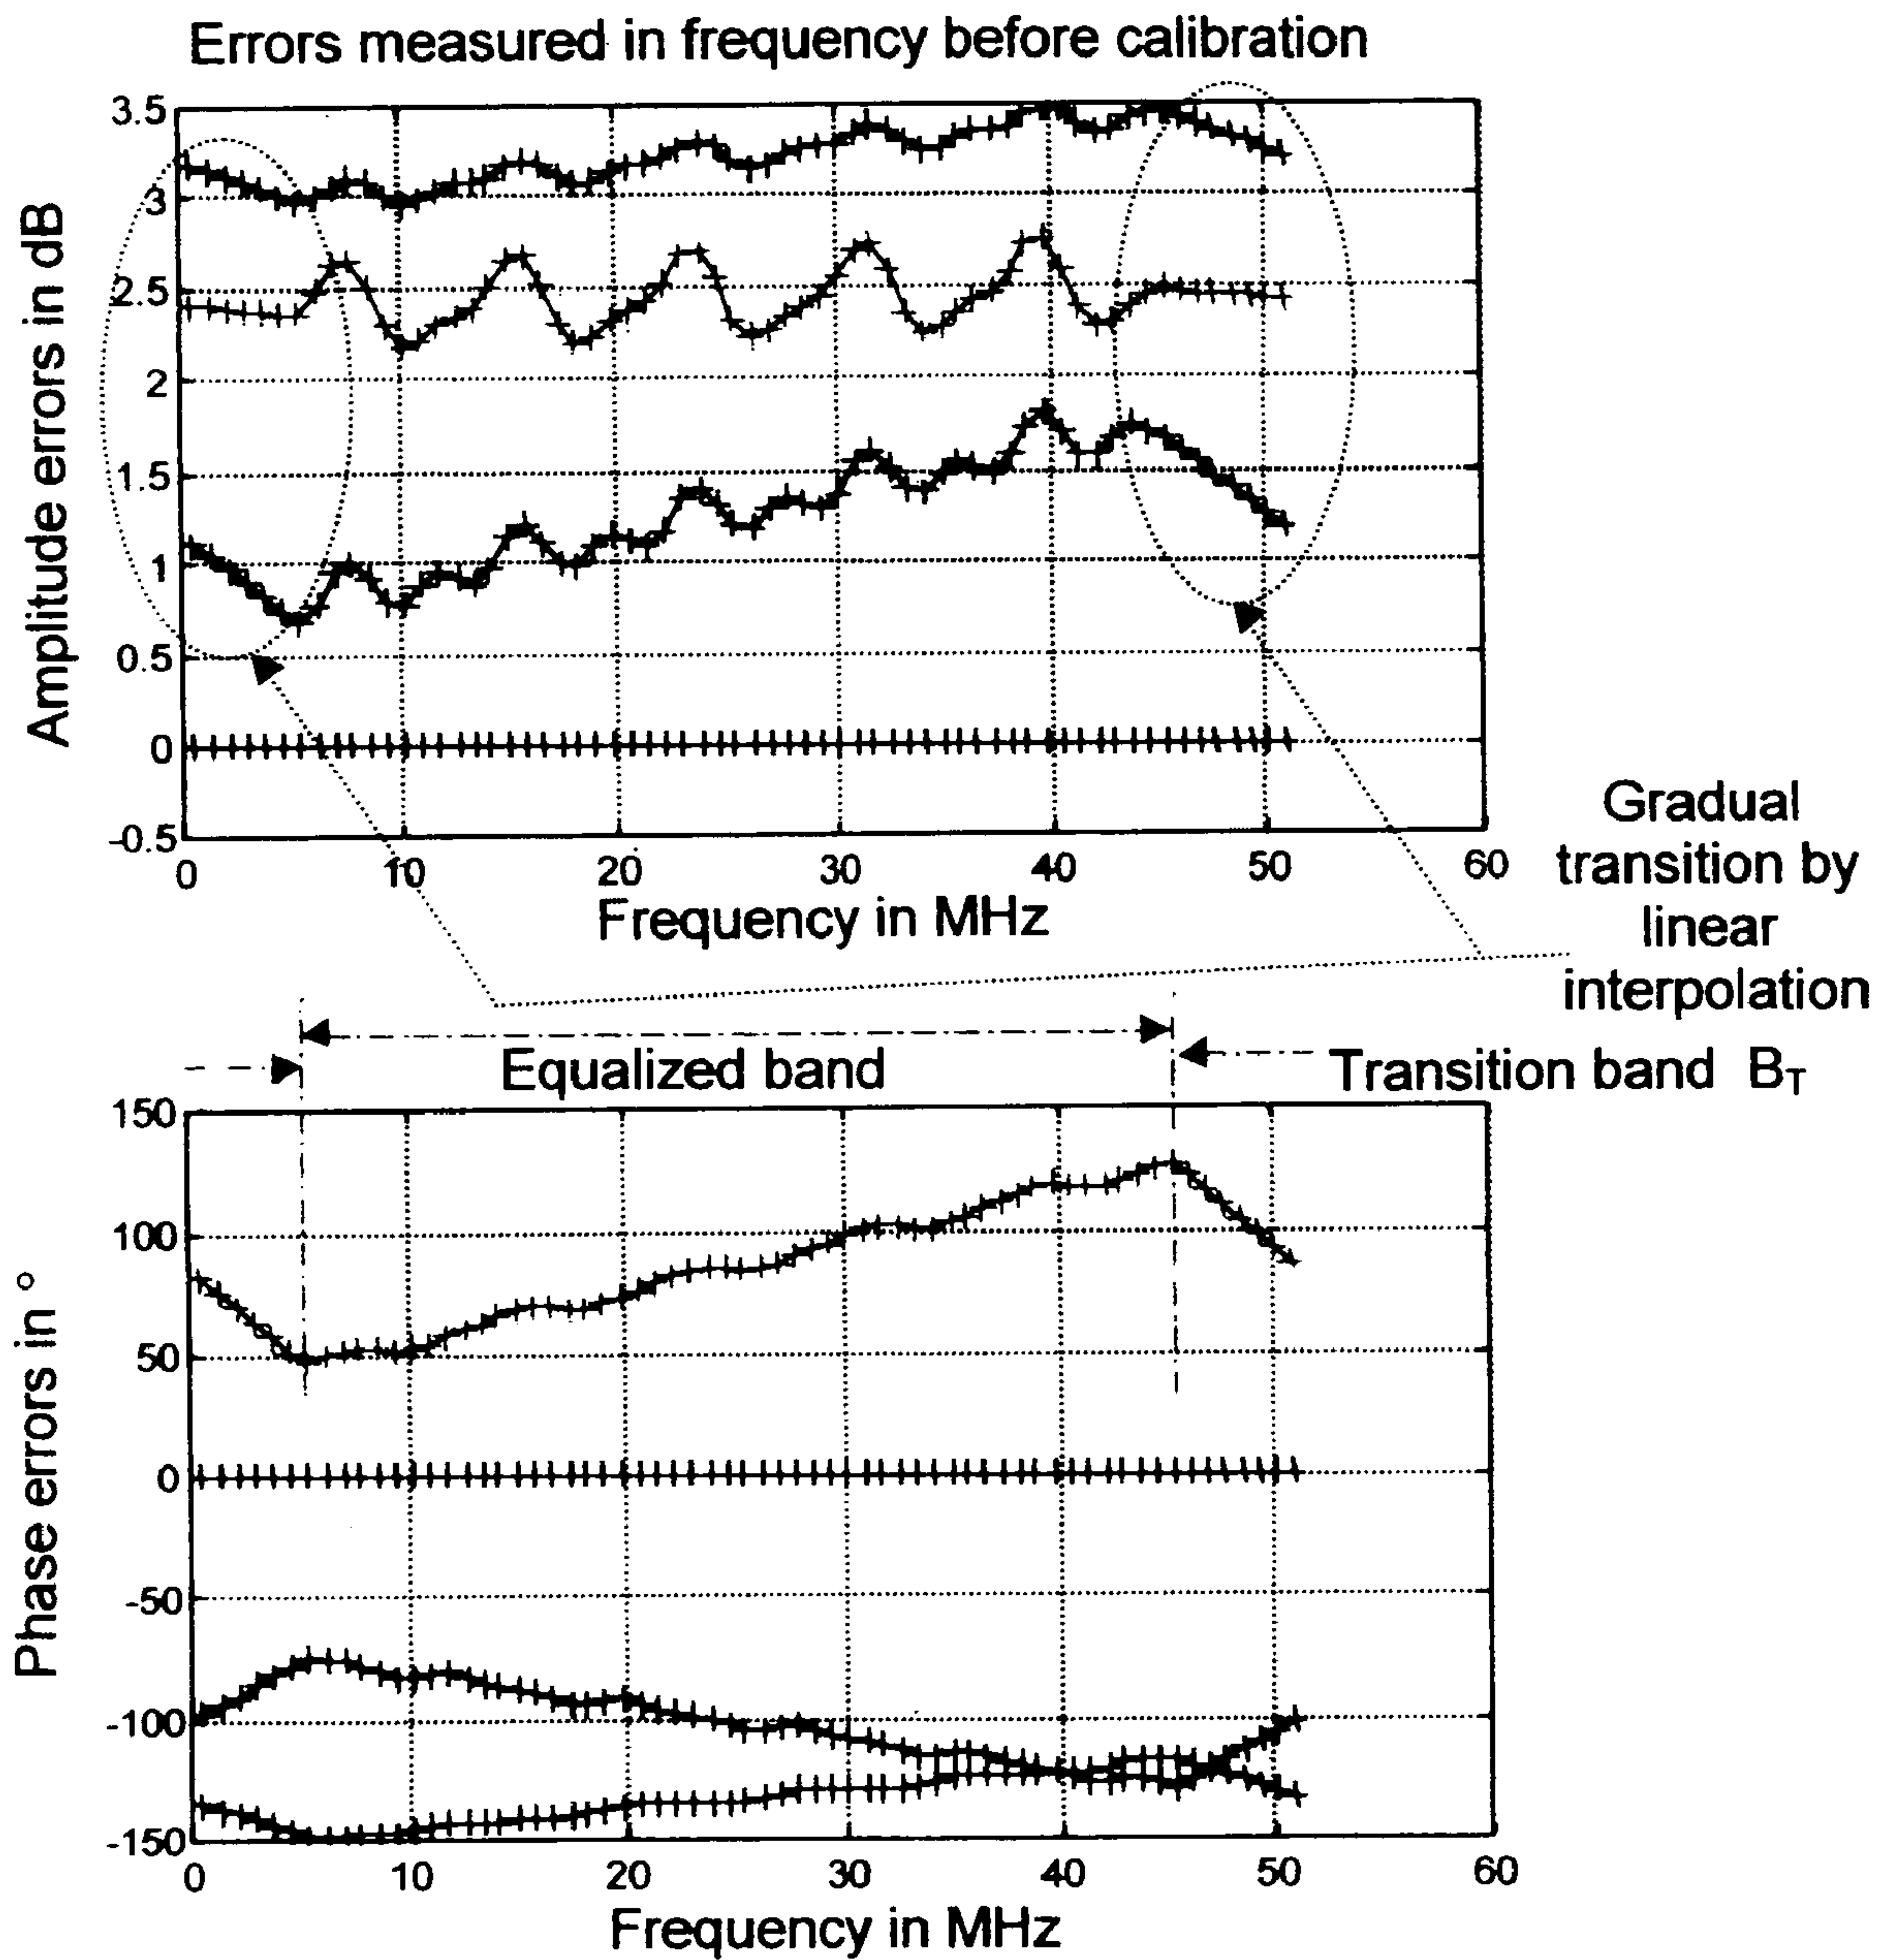 Errors measured in frequency before calibration
Amplitude errors in dB
3.5
3
2.5
2
1.5
1
0.5
0
-0.5
0 10 20 30 40 50 60
Frequency in MHz
Gradual
transition by
linear
interpolation
Equalized band
Transition band B_T
Phase errors in °
150
100
50
0
-50
-100
-150
0 10 20 30 40 50 60
Frequency in MHz